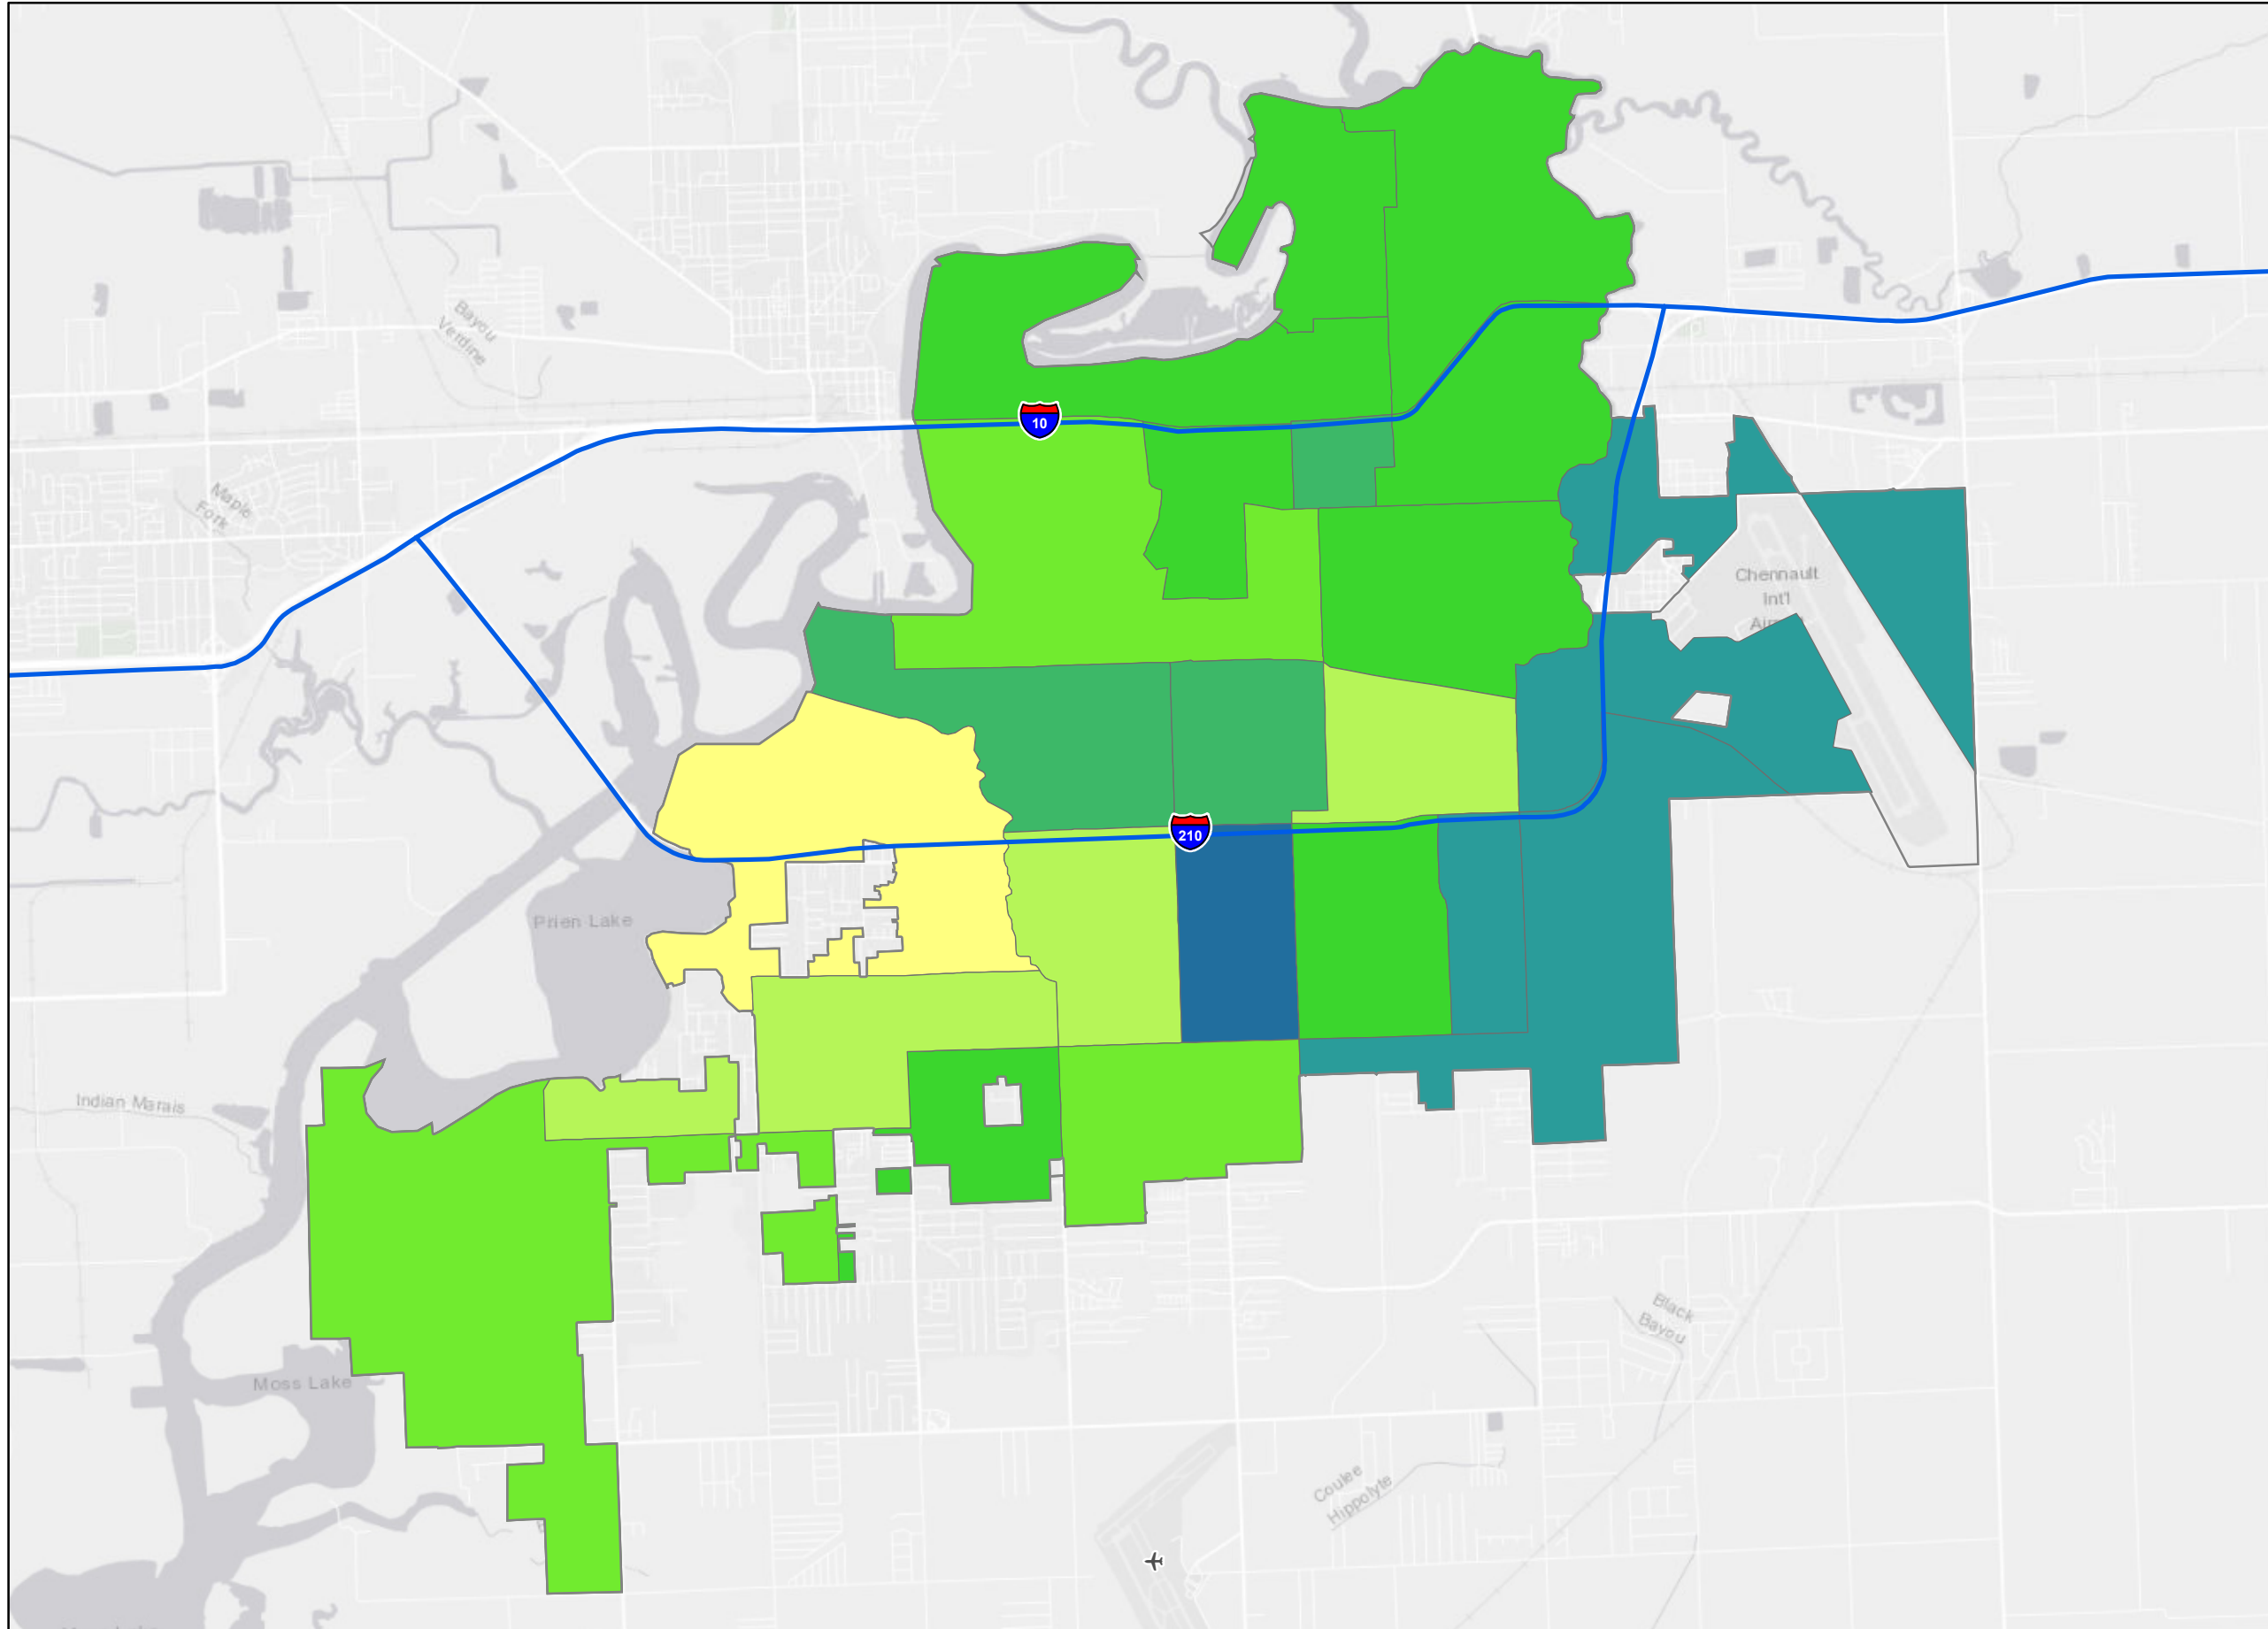 Bayou
Verdine
10
Maple
Fork
Chennault
Int'l
210
Prien Lake
Indian Marais
Black
Bayou
Moss Lake
Coulee
Hippolyte